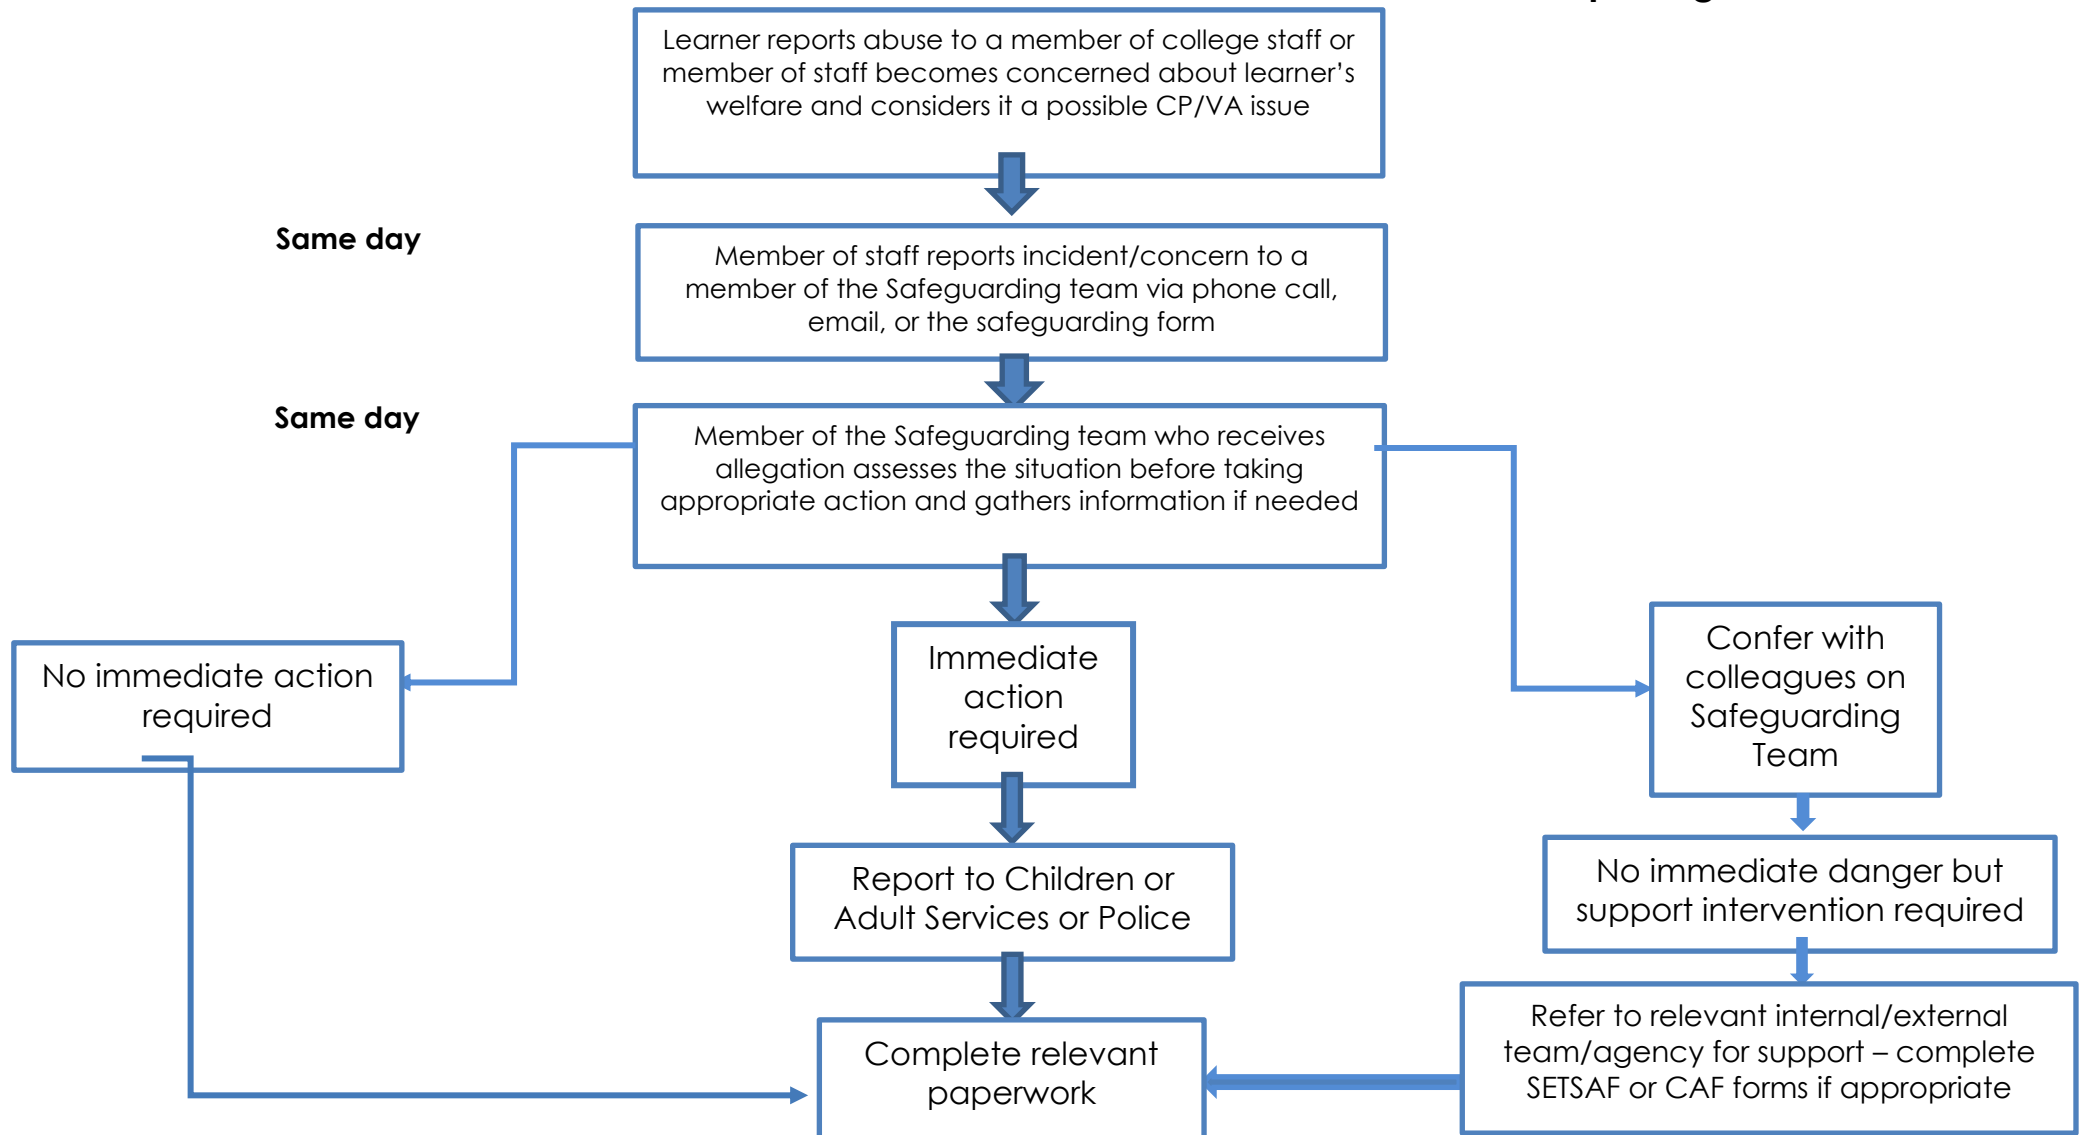 Learner reports abuse to a member of college staff or
member of staff becomes concerned about learner's
welfare and considers it a possible CP/VA issue
Same day
Member of staff reports incident/concern to a
member of the Safeguarding team via phone call,
email, or the safeguarding form
Same day
Member of the Safeguarding team who receives
allegation assesses the situation before taking
appropriate action and gathers information if needed
No immediate action
required
Immediate
action
required
Confer with
colleagues on
Safeguarding
Team
Report to Children or
Adult Services or Police
No immediate danger but
support intervention required
Complete relevant
paperwork
Refer to relevant internal/external
team/agency for support – complete
SETSAF or CAF forms if appropriate